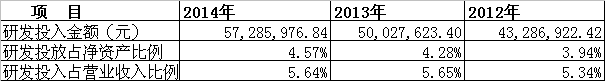 项　目 2014年 2013年 2012年
研发投入金额（元） 57,285,976.84 50,027,623.40 43,286,922.42
研发投放占净资产比例 4.57% 4.28% 3.94%
研发投入占营业收入比例 5.64% 5.65% 5.34%